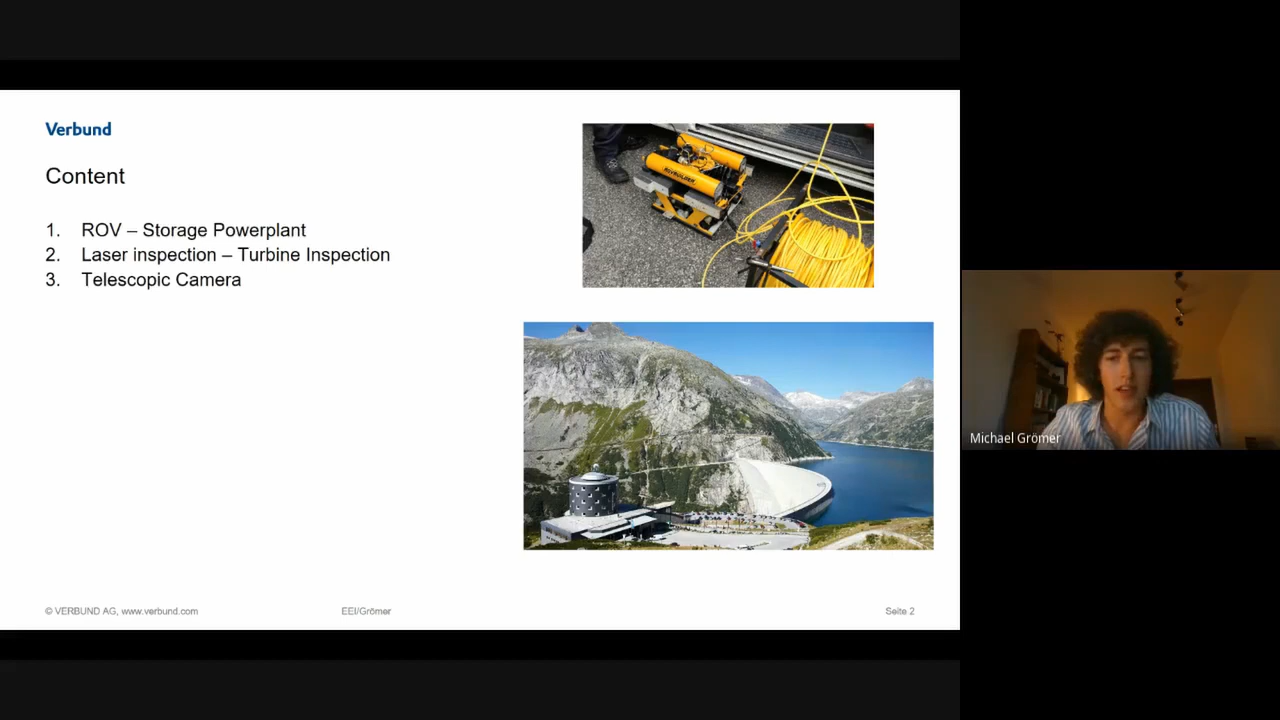 Verbund
Content
1. ROV – Storage Powerplant
2. Laser inspection – Turbine Inspection
3. Telescopic Camera
ROVBUILDER
Michael Grömer
© VERBUND AG, www.verbund.com
EEI/Grömer
Seite 2